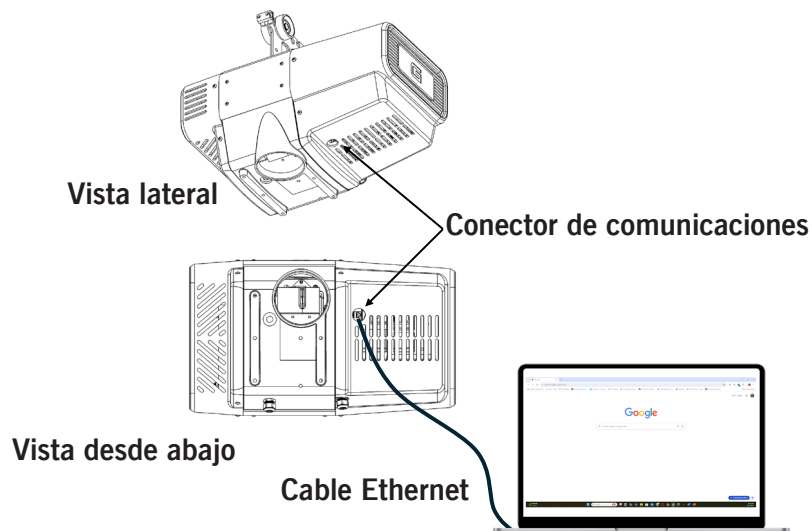 Vista lateral
Conector de comunicaciones
Vista desde abajo
Google
Cable Ethernet